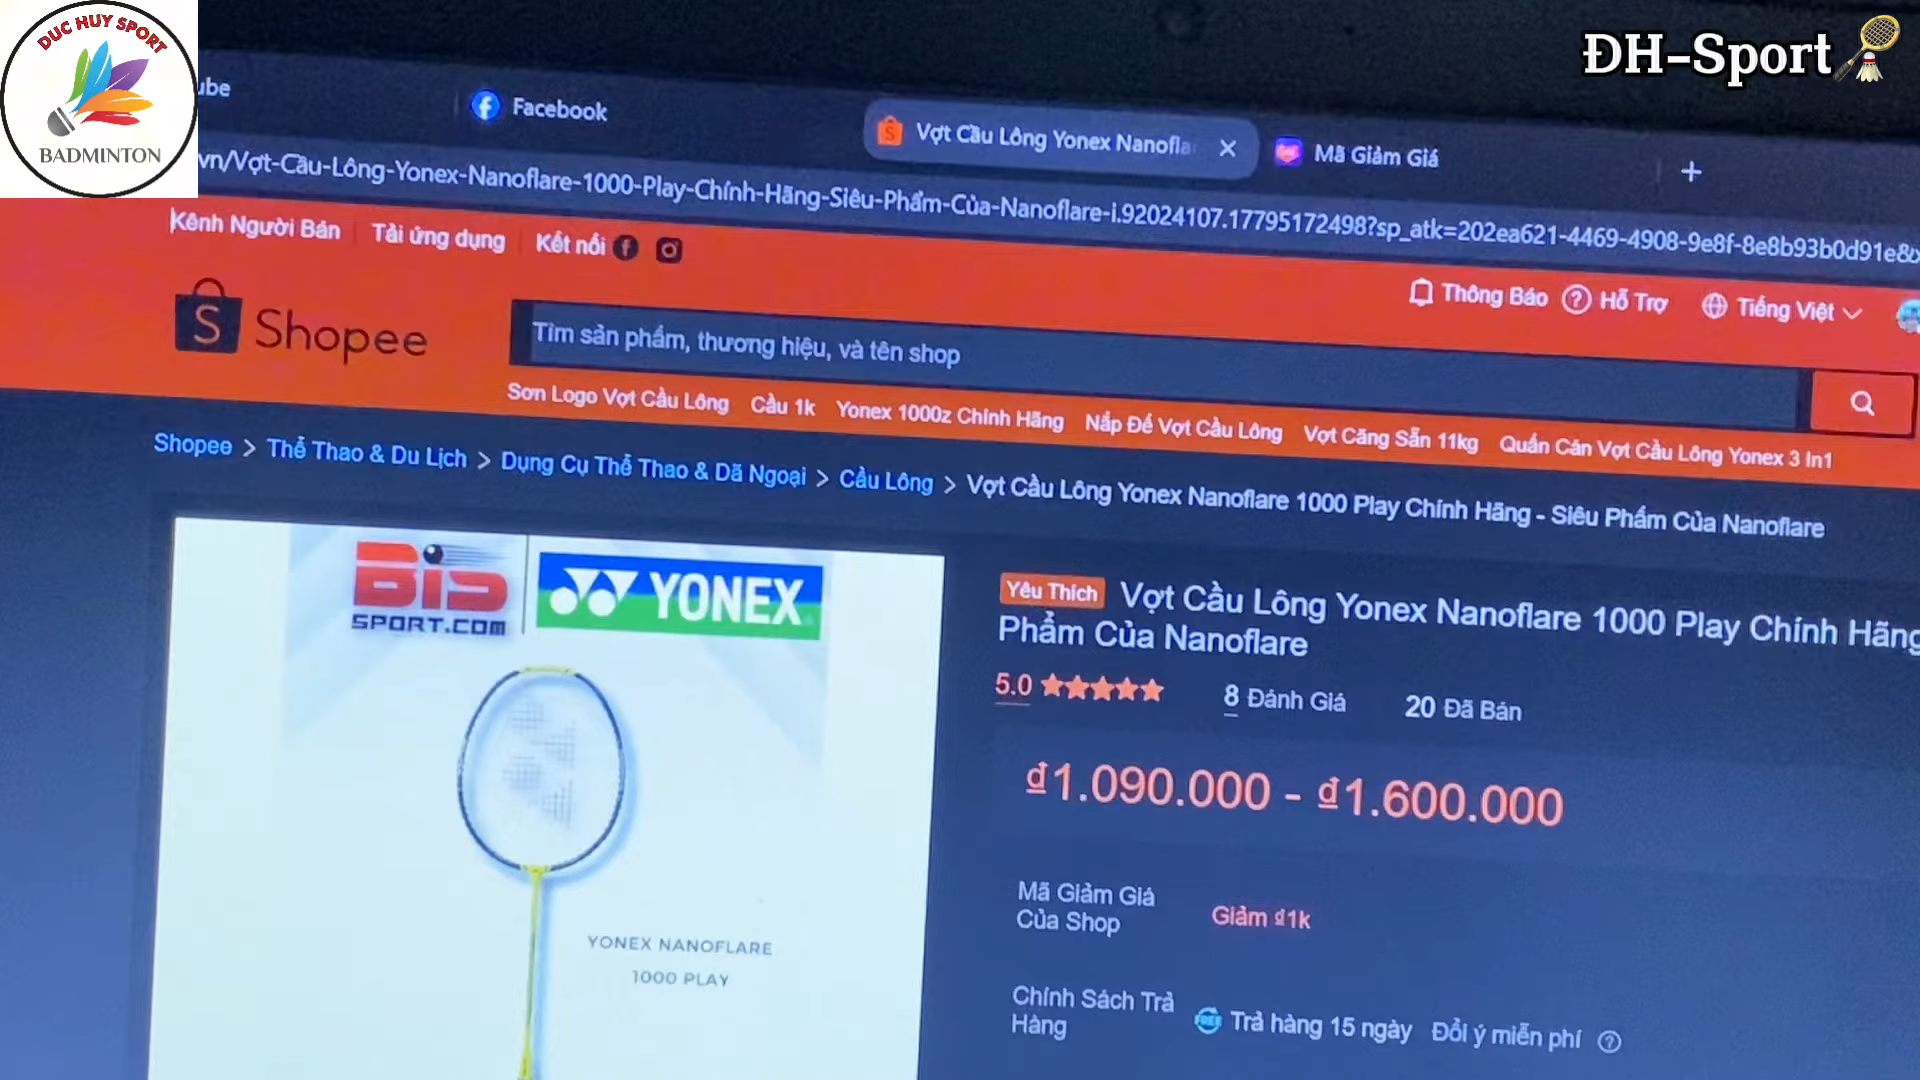 DUC HUY SPORT
BADMINTON
ĐH-Sport
ube
Facebook
Vợt Cầu Lông Yonex Nanofla
Mã Giảm Giá
vn/Vợt-Cầu-Lông-Yonex-Nanoflare-1000-Play-Chính-Hãng-Siêu-Phẩm-Của-Nanoflare-i.92024107.17795172498?sp_atk=202ea621-4469-4908-9e8f-8e8b93b0d91e&
Kênh Người Bán
Tải ứng dụng
Kết nối
Thông Báo
Hỗ Trợ
Tiếng Việt
Shopee
Tìm sản phẩm, thương hiệu, và tên shop
Sơn Logo Vợt Cầu Lông Cầu 1k Yonex 1000z Chính Hãng Nắp Đế Vợt Cầu Lông Vợt Căng Sẵn 11kg Quấn Cán Vợt Cầu Lông Yonex 3 In1
Shopee > Thể Thao & Du Lịch > Dụng Cụ Thể Thao & Dã Ngoại > Cầu Lông > Vợt Cầu Lông Yonex Nanoflare 1000 Play Chính Hãng - Siêu Phẩm Của Nanoflare
BIS
SPORT.COM
YONEX
YONEX NANOFLARE
1000 PLAY
Yêu Thích Vợt Cầu Lông Yonex Nanoflare 1000 Play Chính Hãng
Phẩm Của Nanoflare
5.0
8 Đánh Giá
20 Đã Bán
₫1.090.000 - ₫1.600.000
Mã Giảm Giá
Của Shop
Giảm ₫1k
Chính Sách Trả
Hàng
FREE
Trả hàng 15 ngày
Đổi ý miễn phí